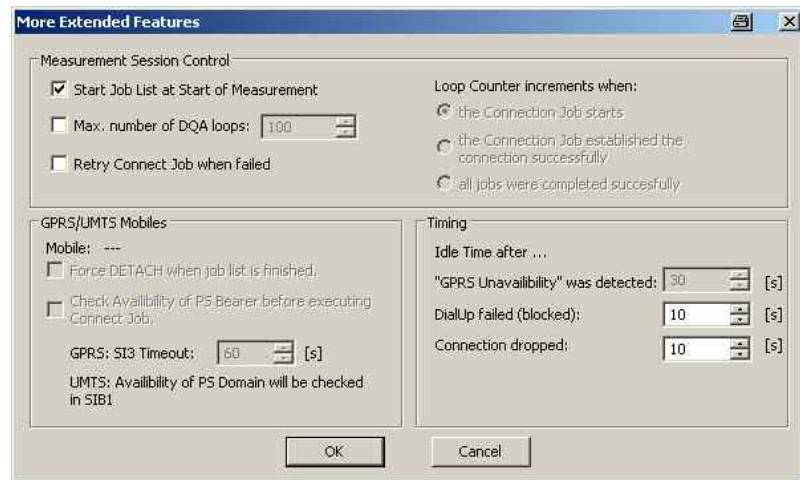 More Extended Features
Measurement Session Control
Start Job List at Start of Measurement
Max. number of DQA loops: 100
Retry Connect Job when failed
Loop Counter increments when:
the Connection Job starts
the Connection Job established the
connection successfully
all jobs were completed succesfully
GPRS/UMTS Mobiles
Mobile: ---
Force DETACH when job list is finished.
Check Availibility of PS Bearer before executing
Connect Job.
GPRS: SI3 Timeout: 60 [s]
UMTS: Availibility of PS Domain will be checked
in SIB1
Timing
Idle Time after ...
"GPRS Unavailibility" was detected: 30 [s]
DialUp failed (blocked): 10 [s]
Connection dropped: 10 [s]
OK
Cancel